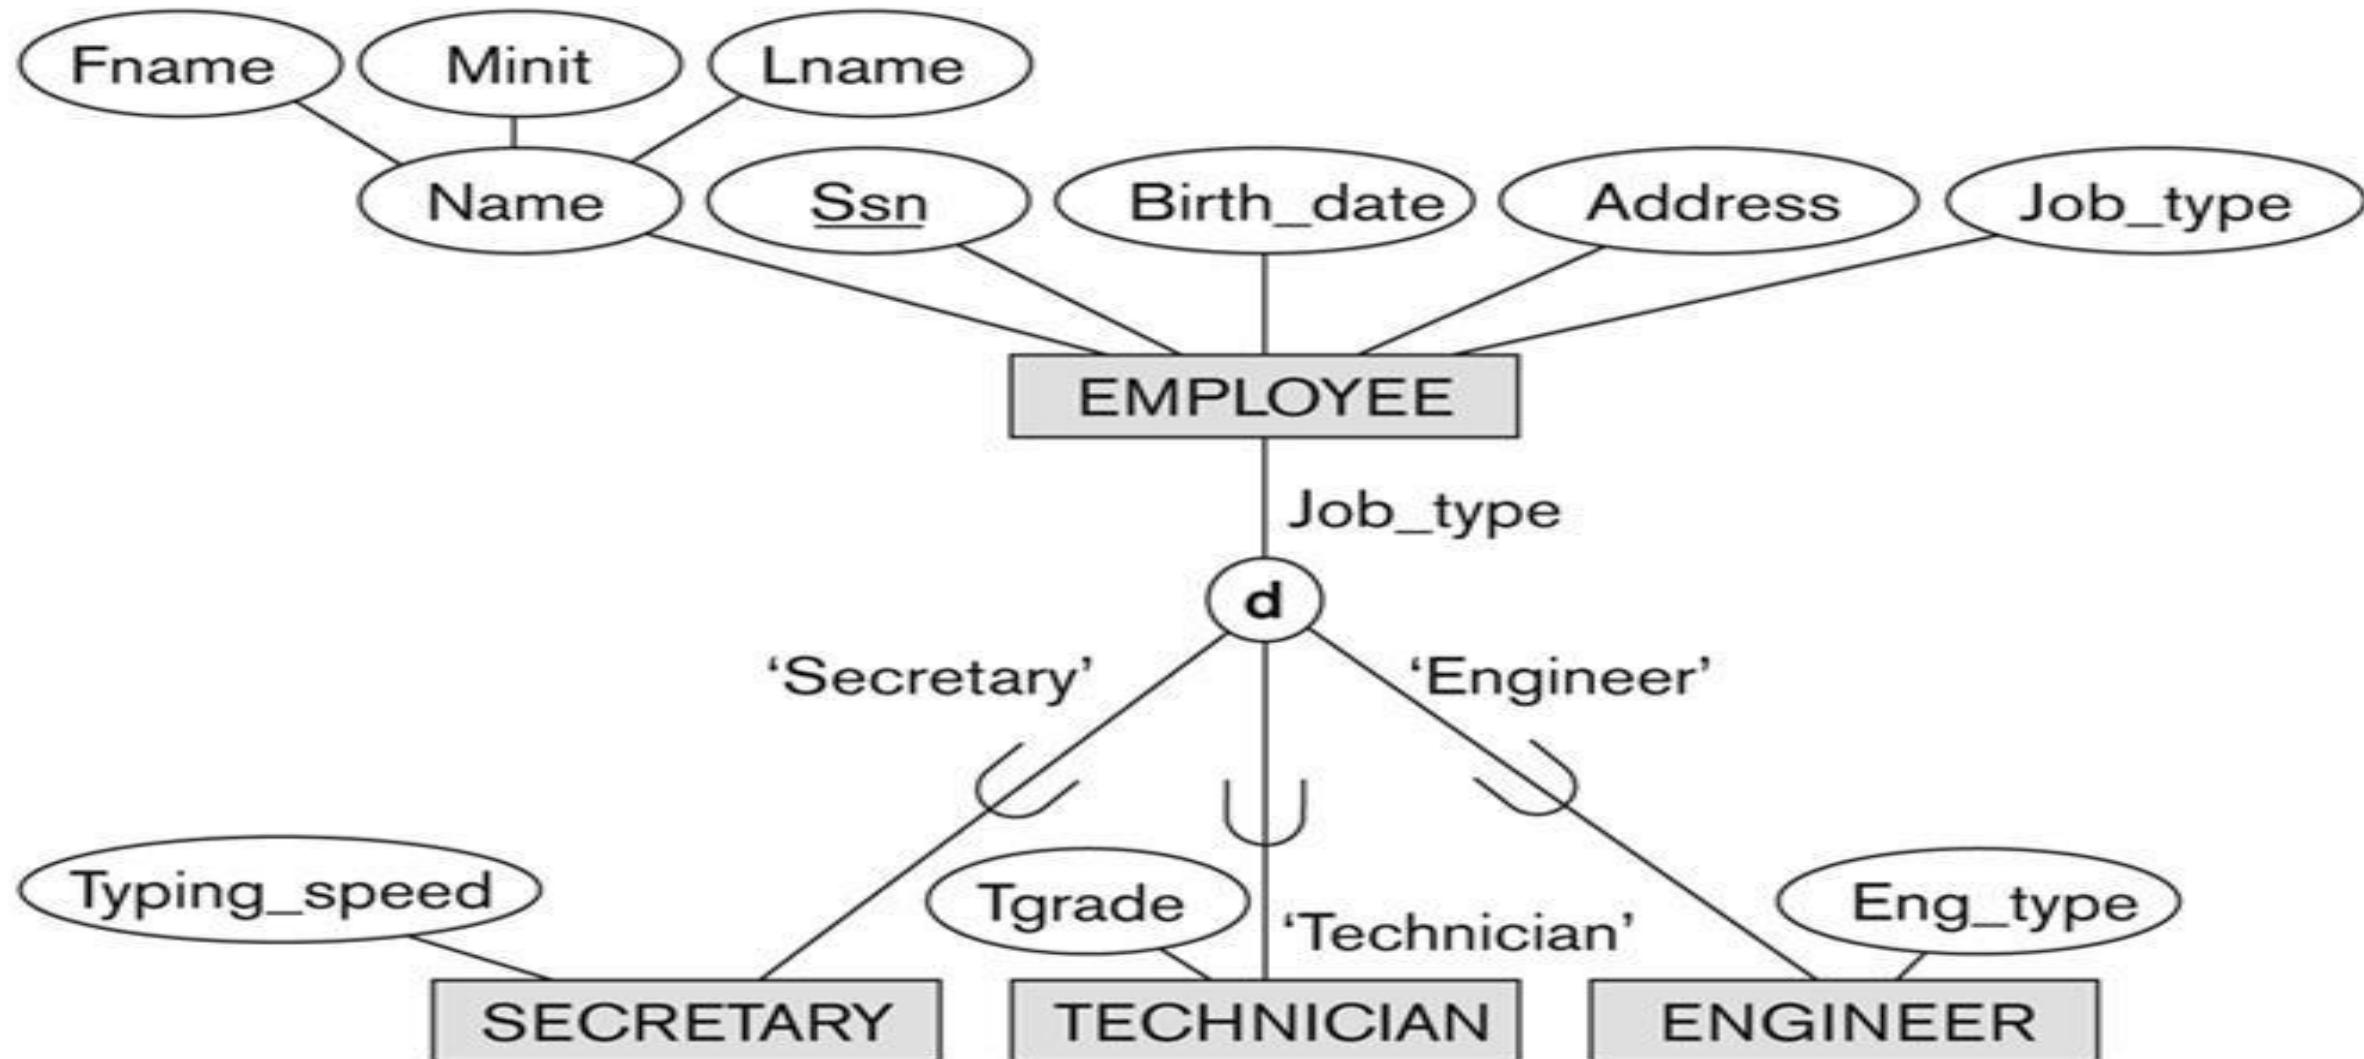 Fname
Minit
Lname
Name
Ssn
Birth_date
Address
Job_type
EMPLOYEE
Job_type
d
‘Secretary’
‘Engineer’
Typing_speed
Tgrade
‘Technician’
Eng_type
SECRETARY
TECHNICIAN
ENGINEER